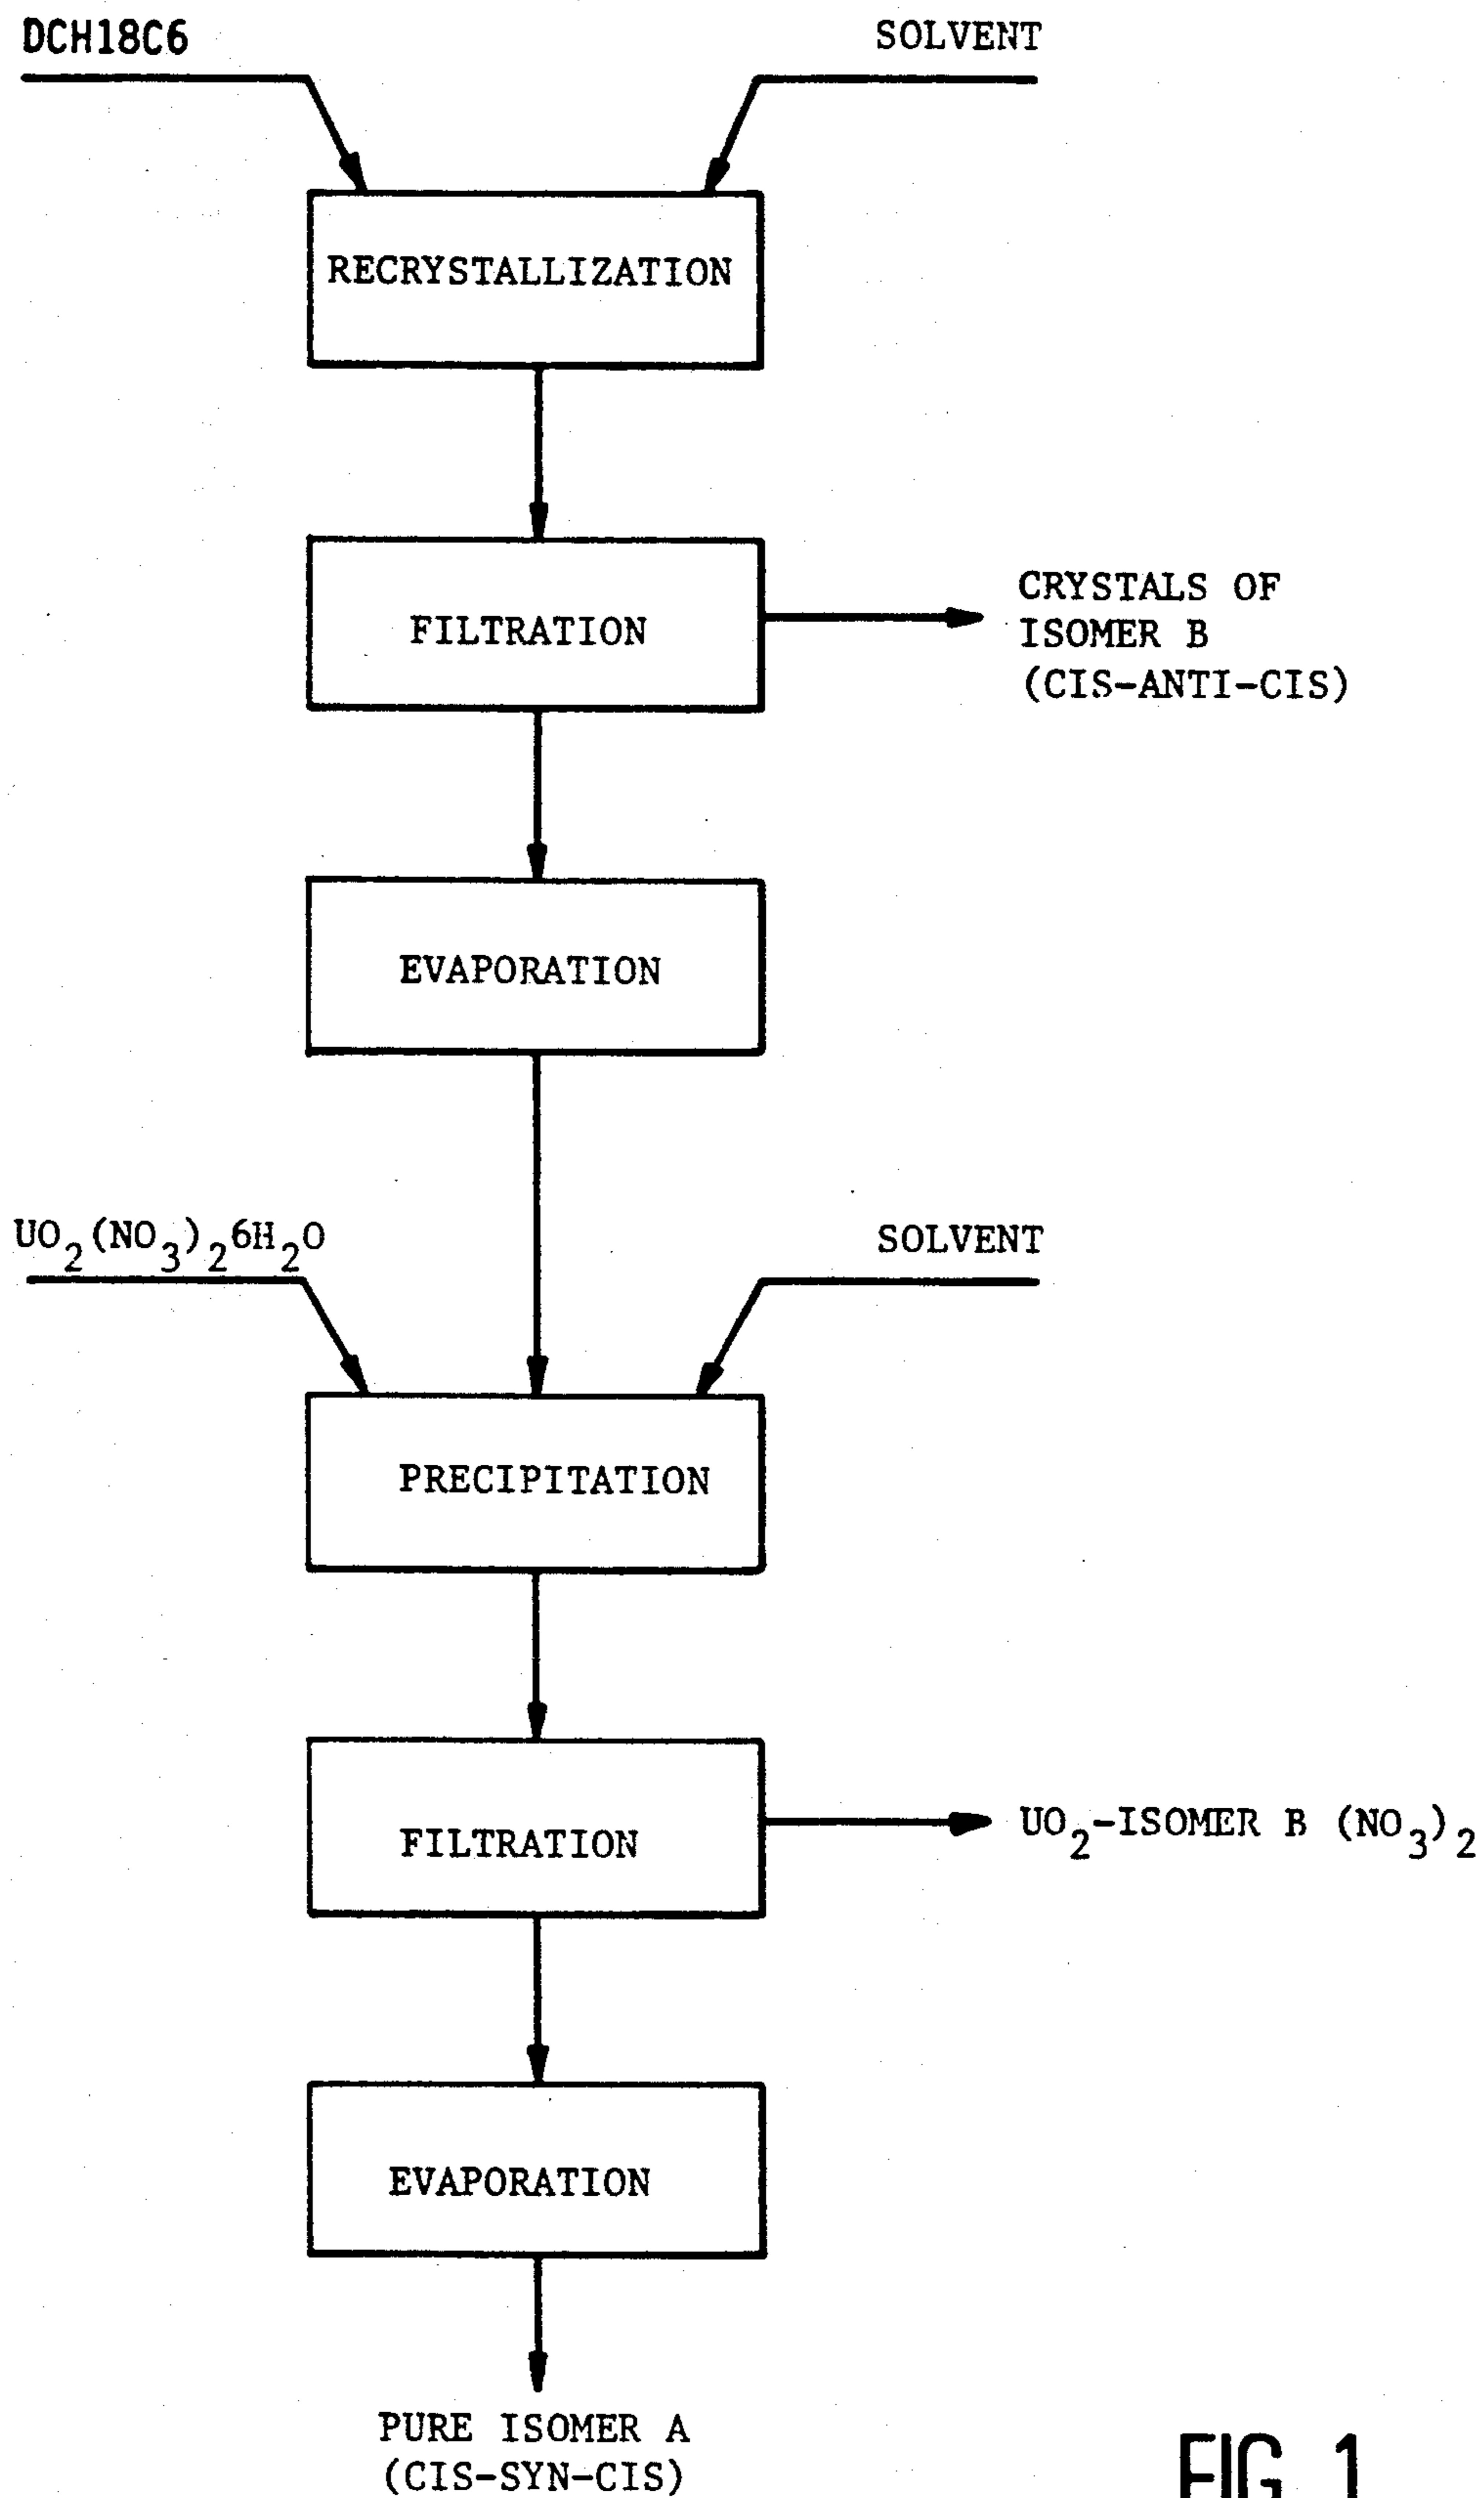 DCH18C6
SOLVENT
RECRYSTALLIZATION
FILTRATION
CRYSTALS OF
ISOMER B
(CIS-ANTI-CIS)
EVAPORATION
UO2(NO3)26H2O
SOLVENT
PRECIPITATION
FILTRATION
UO2-ISOMER B (NO3)2
EVAPORATION
PURE ISOMER A
(CIS-SYN-CIS)
FIG. 1